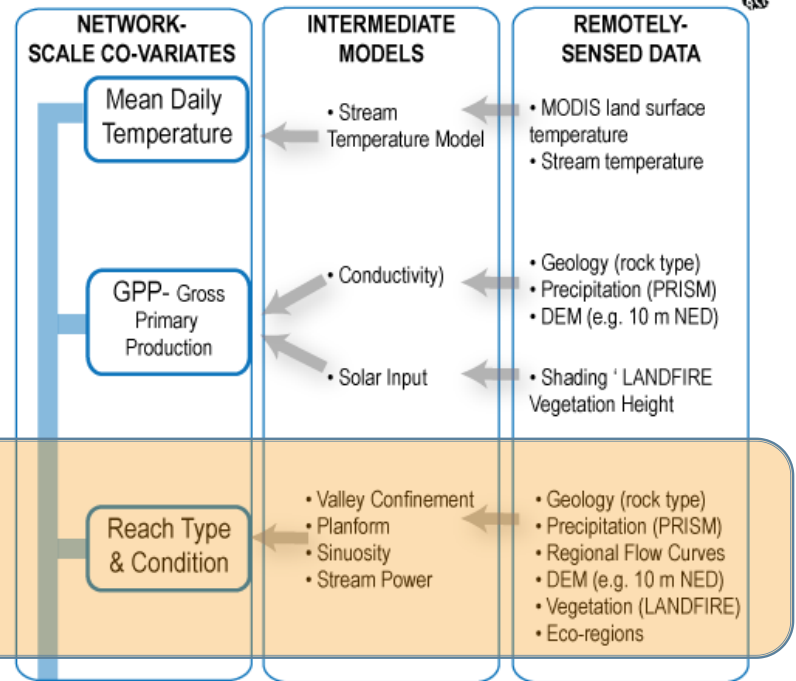 NETWORK-
SCALE CO-VARIATES
INTERMEDIATE
MODELS
REMOTELY-
SENSED DATA
Mean Daily
Temperature
• Stream
Temperature Model
• MODIS land surface
temperature
• Stream temperature
GPP- Gross
Primary
Production
• Conductivity)
• Solar Input
• Geology (rock type)
• Precipitation (PRISM)
• DEM (e.g. 10 m NED)
• Shading ‘ LANDFIRE
Vegetation Height
Reach Type
& Condition
• Valley Confinement
• Planform
• Sinuosity
• Stream Power
• Geology (rock type)
• Precipitation (PRISM)
• Regional Flow Curves
• DEM (e.g. 10 m NED)
• Vegetation (LANDFIRE)
• Eco-regions